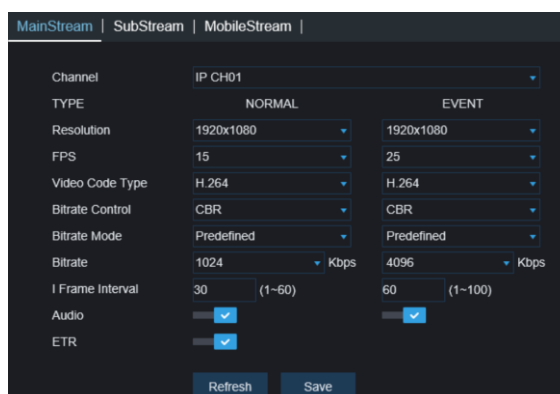 MainStream | SubStream | MobileStream |
Channel IP CH01
TYPE NORMAL EVENT
Resolution 1920x1080 1920x1080
FPS 15 25
Video Code Type H.264 H.264
Bitrate Control CBR CBR
Bitrate Mode Predefined Predefined
Bitrate 1024 Kbps 4096 Kbps
I Frame Interval 30 (1~60) 60 (1~100)
Audio
ETR
Refresh Save